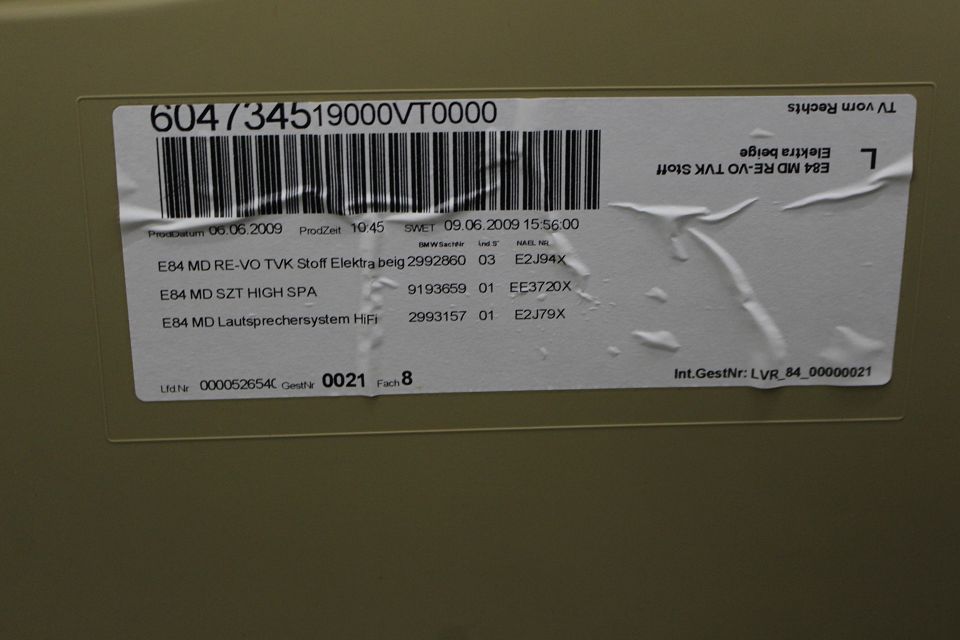 604734519000VT0000
TV vorn Rechts
L
E84 MD RE-VO TVK Stoff
Elektra beige
ProdDatum 06.06.2009 ProdZeit 10:45 SWET 09.06.2009 15:56:00
BMW SachNr Änd.S NAEL NR.
E84 MD RE-VO TVK Stoff Elektra beig 2992860 03 E2J94X
E84 MD SZT HIGH SPA 9193659 01 EE3720X
E84 MD Lautsprechersystem HiFi 2993157 01 E2J79X
Lfd.Nr 0000526540 GestNr 0021 Fach 8
Int.GestNr: LVR_84_00000021